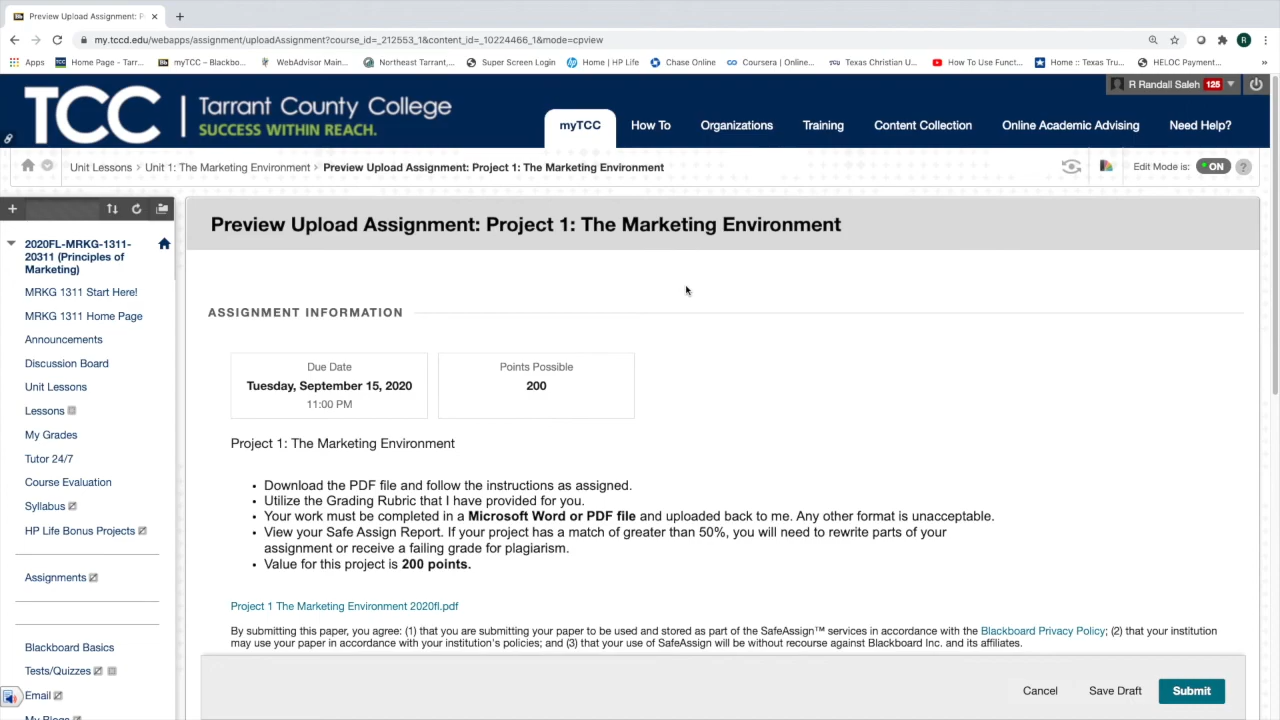 Preview Upload Assignment: P
my.tccd.edu/webapps/assignment/uploadAssignment?course_id=_212553_1&content_id=_10224466_1&mode=cpview
R
Apps
TCC
Home Page - Tarr...
myTCC – Blackbo...
WebAdvisor Main...
Northeast Tarrant,...
Super Screen Login
Home | HP Life
Chase Online
Coursera | Online...
TCU
Texas Christian U...
How To Use Funct...
Home :: Texas Tru...
HELOC Payment...
»
R Randall Saleh 125
TCC
Tarrant County College
SUCCESS WITHIN REACH.
myTCC
How To
Organizations
Training
Content Collection
Online Academic Advising
Need Help?
Unit Lessons > Unit 1: The Marketing Environment > Preview Upload Assignment: Project 1: The Marketing Environment
Edit Mode is: ON ?
2020FL-MRKG-1311-
20311 (Principles of
Marketing)
MRKG 1311 Start Here!
MRKG 1311 Home Page
Announcements
Discussion Board
Unit Lessons
Lessons
My Grades
Tutor 24/7
Course Evaluation
Syllabus
HP Life Bonus Projects
Assignments
Blackboard Basics
Tests/Quizzes
Email
My Blogs
Preview Upload Assignment: Project 1: The Marketing Environment
ASSIGNMENT INFORMATION
Due Date
Tuesday, September 15, 2020
11:00 PM
Points Possible
200
Project 1: The Marketing Environment
• Download the PDF file and follow the instructions as assigned.
• Utilize the Grading Rubric that I have provided for you.
• Your work must be completed in a Microsoft Word or PDF file and uploaded back to me. Any other format is unacceptable.
• View your Safe Assign Report. If your project has a match of greater than 50%, you will need to rewrite parts of your
assignment or receive a failing grade for plagiarism.
• Value for this project is 200 points.
Project 1 The Marketing Environment 2020fl.pdf
By submitting this paper, you agree: (1) that you are submitting your paper to be used and stored as part of the SafeAssign™ services in accordance with the Blackboard Privacy Policy; (2) that your institution
may use your paper in accordance with your institution's policies; and (3) that your use of SafeAssign will be without recourse against Blackboard Inc. and its affiliates.
Cancel
Save Draft
Submit